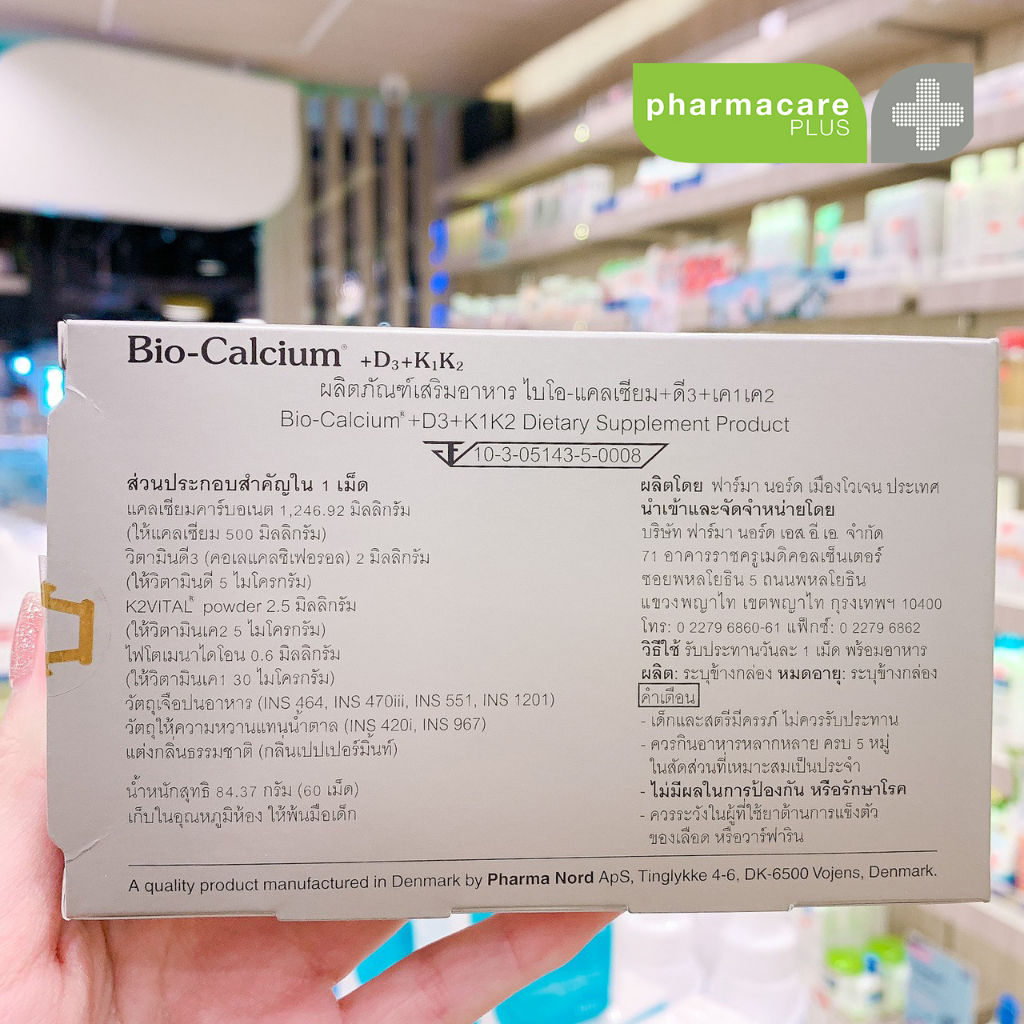 pharmacare
PLUS
Bio-Calcium® +D3+K1K2
ผลิตภัณฑ์เสริมอาหาร ไบโอ-แคลเซียม+ดี3+เค1เค2
Bio-Calcium® +D3+K1K2 Dietary Supplement Product
10-3-05143-5-0008
ส่วนประกอบสำคัญใน 1 เม็ด
แคลเซียมคาร์บอเนต 1,246.92 มิลลิกรัม
(ให้แคลเซียม 500 มิลลิกรัม)
วิตามินดี3 (คอเลแคลซิเฟอรอล) 2 มิลลิกรัม
(ให้วิตามินดี 5 ไมโครกรัม)
K2VITAL® powder 2.5 มิลลิกรัม
(ให้วิตามินเค2 5 ไมโครกรัม)
ไฟโตเมนาไดโอน 0.6 มิลลิกรัม
(ให้วิตามินเค1 30 ไมโครกรัม)
วัตถุเจือปนอาหาร (INS 464, INS 470iii, INS 551, INS 1201)
วัตถุให้ความหวานแทนน้ำตาล (INS 420i, INS 967)
แต่งกลิ่นธรรมชาติ (กลิ่นเปปเปอร์มิ้นท์)
น้ำหนักสุทธิ 84.37 กรัม (60 เม็ด)
เก็บในอุณหภูมิห้อง ให้พ้นมือเด็ก
ผลิตโดย ฟาร์มา นอร์ด เมืองโวเจน ประเทศ
นำเข้าและจัดจำหน่ายโดย
บริษัท ฟาร์มา นอร์ด เอส.อี.เอ. จำกัด
71 อาคารราชครูเมดิคอลเซ็นเตอร์
ซอยพหลโยธิน 5 ถนนพหลโยธิน
แขวงพญาไท เขตพญาไท กรุงเทพฯ 10400
โทร: 0 2279 6860-61 แฟ็กซ์: 0 2279 6862
วิธีใช้ รับประทานวันละ 1 เม็ด พร้อมอาหาร
ผลิต: ระบุข้างกล่อง หมดอายุ: ระบุข้างกล่อง
คำเตือน
- เด็กและสตรีมีครรภ์ ไม่ควรรับประทาน
- ควรกินอาหารหลากหลาย ครบ 5 หมู่
ในสัดส่วนที่เหมาะสมเป็นประจำ
- ไม่มีผลในการป้องกัน หรือรักษาโรค
- ควรระวังในผู้ที่ใช้ยาต้านการแข็งตัว
ของเลือด หรือวาร์ฟาริน
A quality product manufactured in Denmark by Pharma Nord ApS, Tinglykke 4-6, DK-6500 Vojens, Denmark.